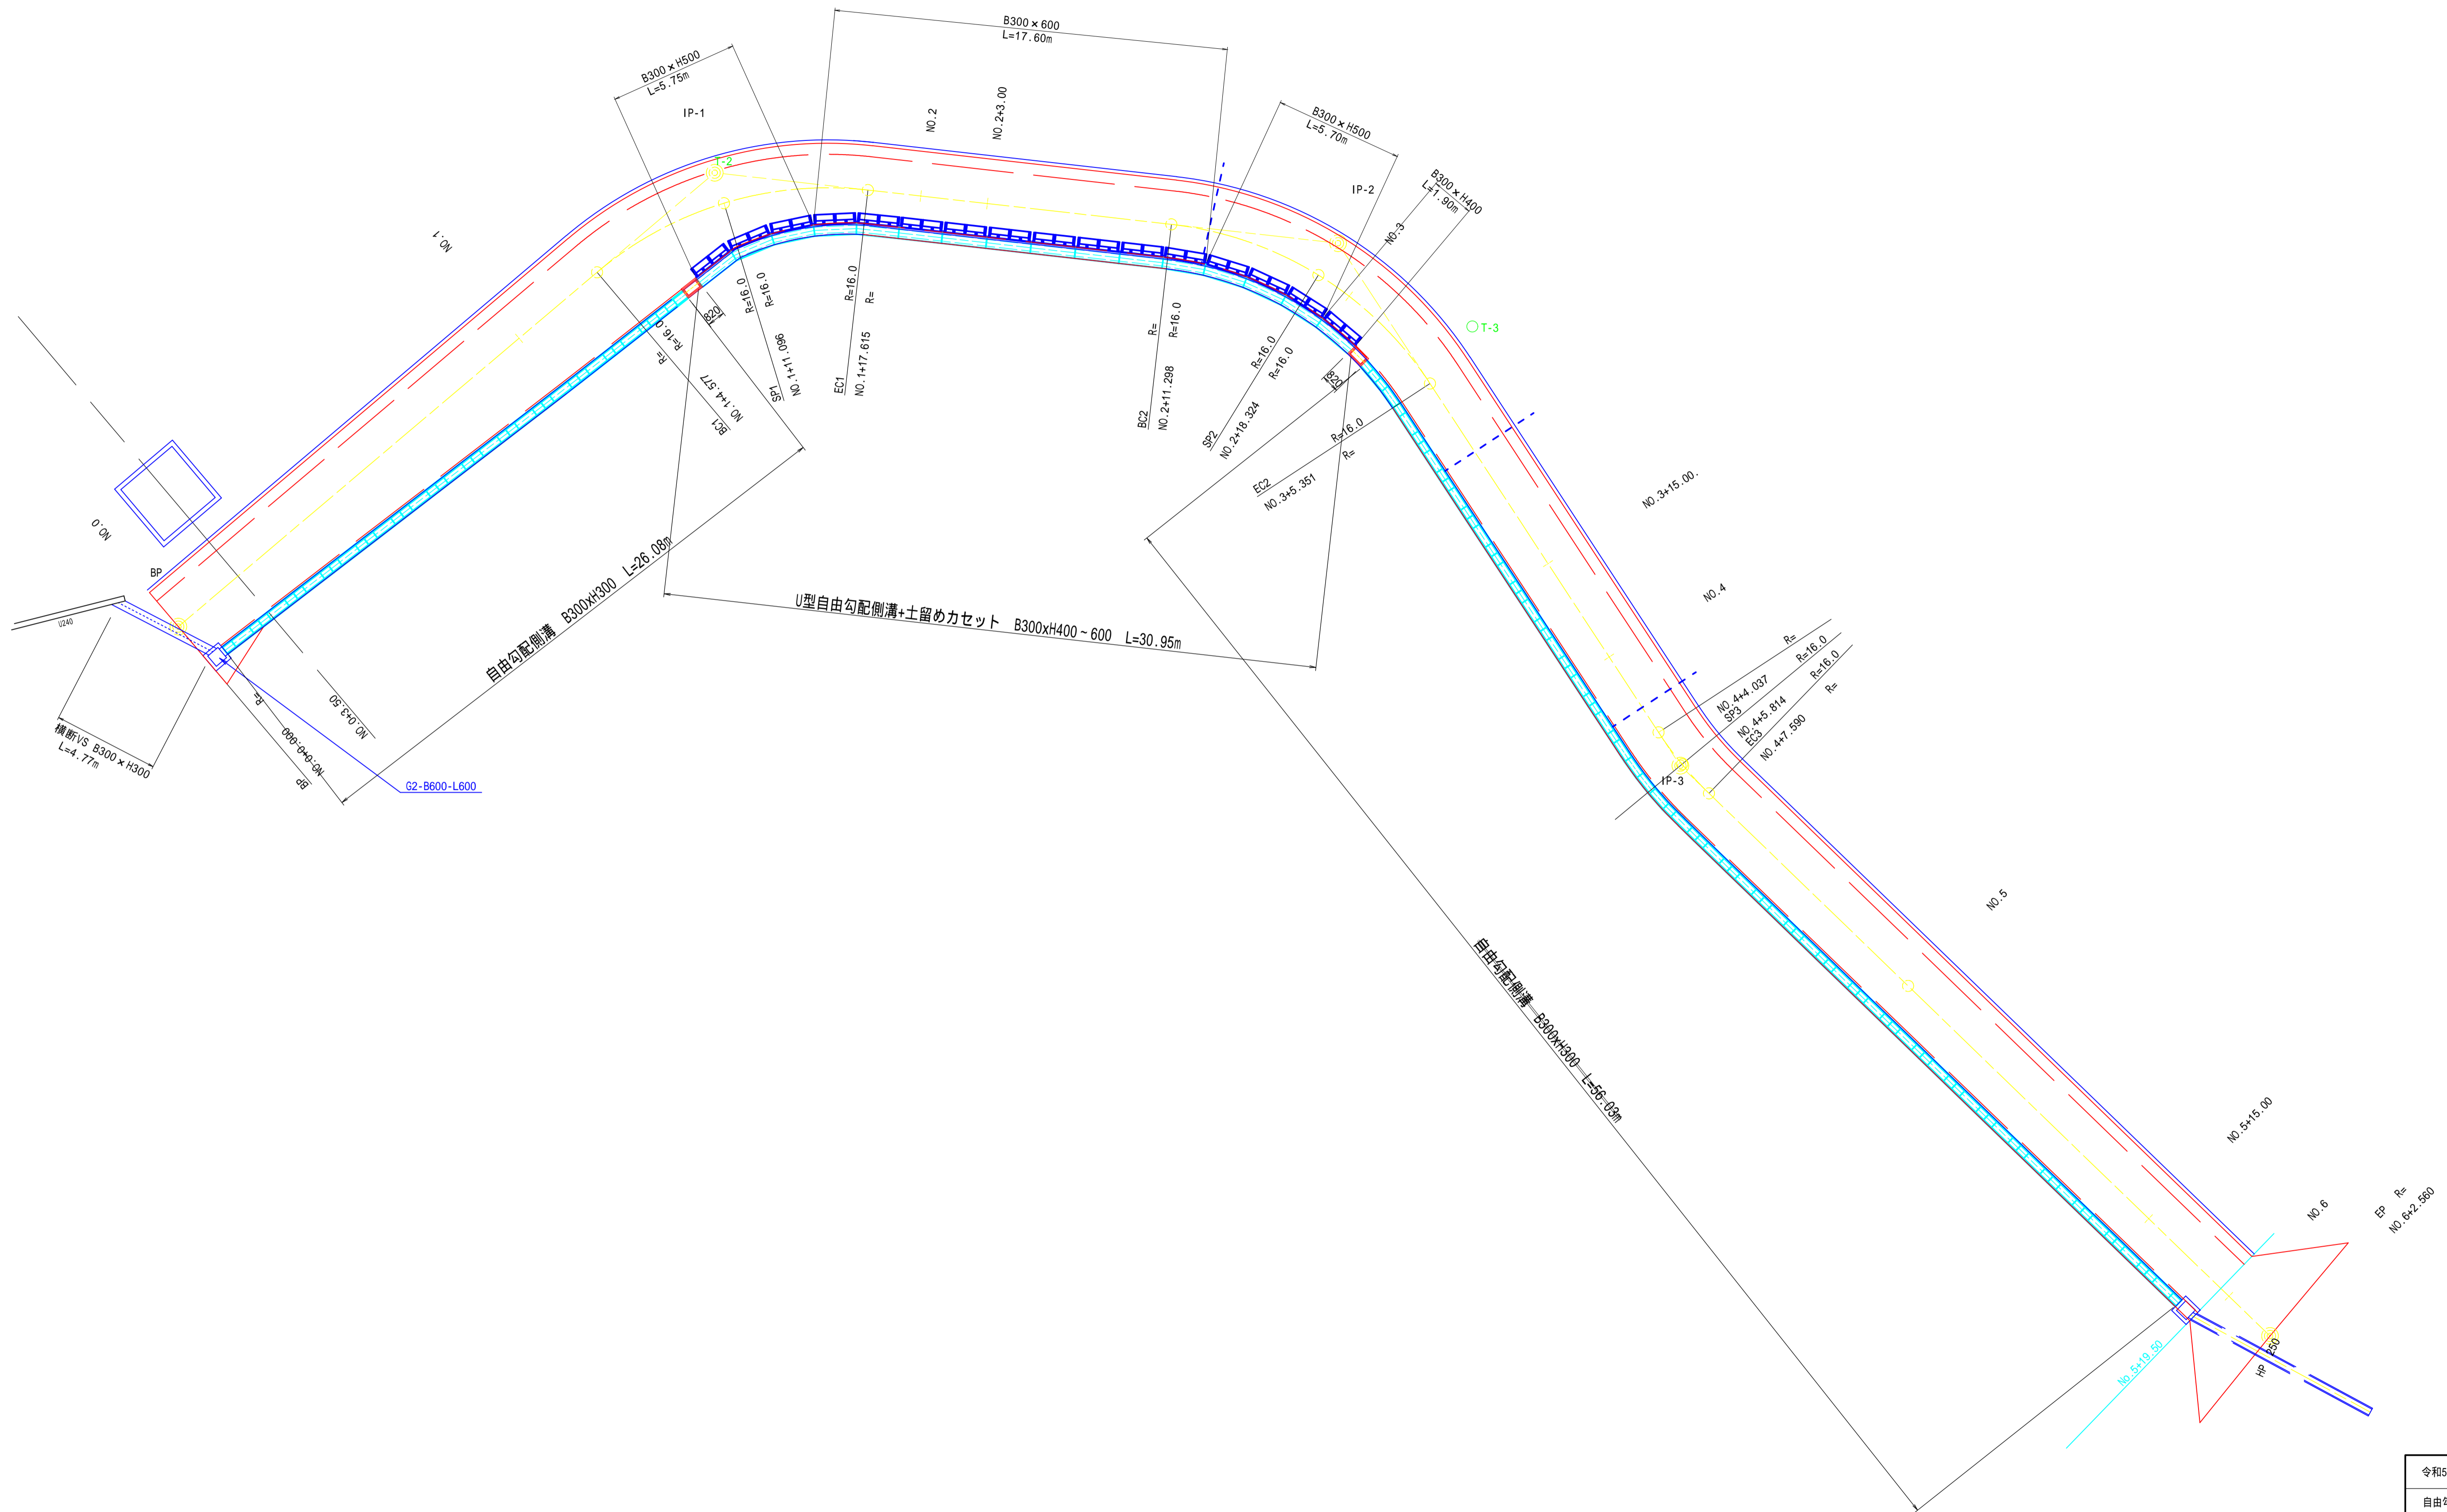 B300×600
L=17.60m
B300×H500
L=5.75m
IP-1
NO.2
NO.2+3.00
B300×H500
L=5.70m
B300×H400
L=1.90m
IP-2
NO.3
T-2
T-3
NO.1
NO.0
BP
U240
横断VS B300×H300
L=4.77m
R=
NO.0+3.50
NO.0+0.000
BP
G2-B600-L600
自由勾配側溝 B300xH300 L=26.08m
820
R=16.0
R=
NO.1+4.577
BC1
R=16.0
R=16.0
SP1
NO.1+11.096
R=16.0
R=
EC1
NO.1+17.615
R=
R=16.0
BC2
NO.2+11.298
R=16.0
R=16.0
SP2
NO.2+18.324
820
R=16.0
R=
EC2
NO.3+5.351
U型自由勾配側溝+土留めカセット B300xH400~600 L=30.95m
NO.3+15.00.
NO.4
R=
R=16.0
NO.4+4.037
SP3
R=16.0
NO.4+5.814
EC3
R=
NO.4+7.590
IP-3
NO.5
自由勾配側溝 B300xH300 L=56.03m
NO.5+15.00
NO.6
R=
EP
NO.6+2.560
No.5+19.50
HP 250
令和5